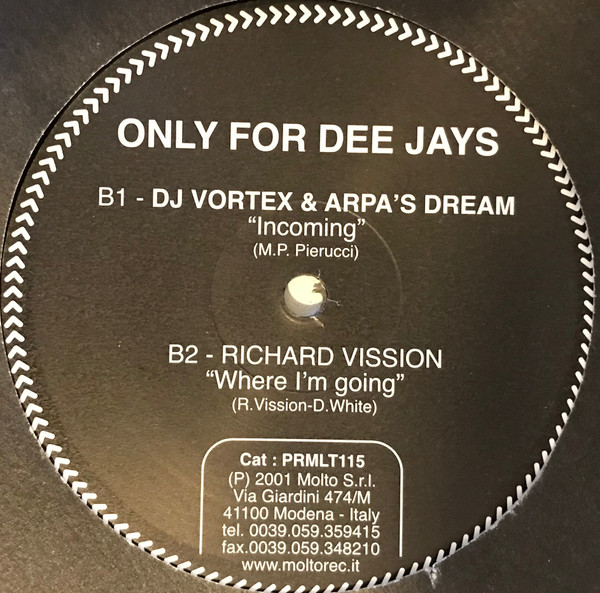 ONLY FOR DEE JAYS
B1 - DJ VORTEX & ARPA'S DREAM
“Incoming”
(M.P. Pierucci)
B2 - RICHARD VISSION
“Where I'm going”
(R.Vission-D.White)
Cat : PRMLT115
(P) 2001 Molto S.r.l.
Via Giardini 474/M
41100 Modena - Italy
tel. 0039.059.359415
fax.0039.059.348210
www.moltorec.it